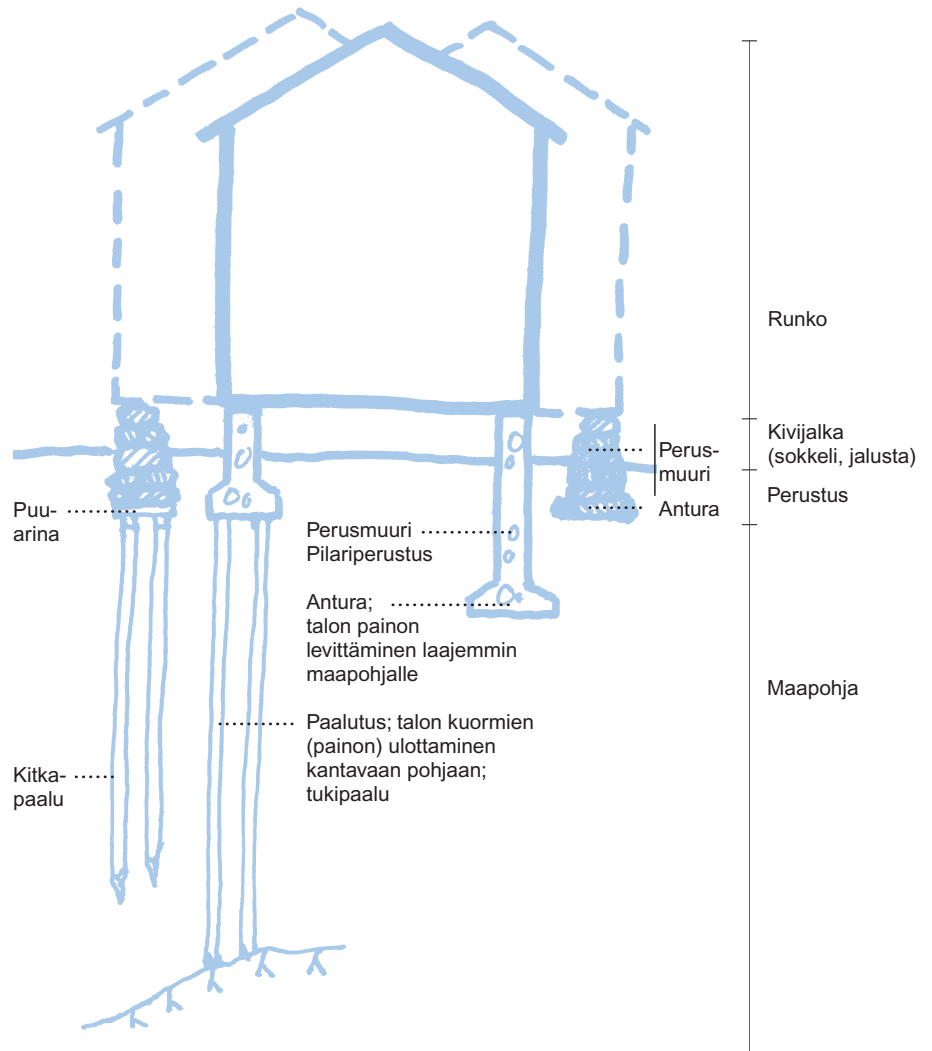 Runko
Kivijalka
(sokkeli, jalusta)
Perus-
muuri
Perustus
Antura
Puu-
arina
Perusmuuri
Pilariperustus
Antura;
talon painon
levittäminen laajemmin
maapohjalle
Maapohja
Paalutus; talon kuormien
(painon) ulottaminen
kantavaan pohjaan;
tukipaalu
Kitka-
paalu